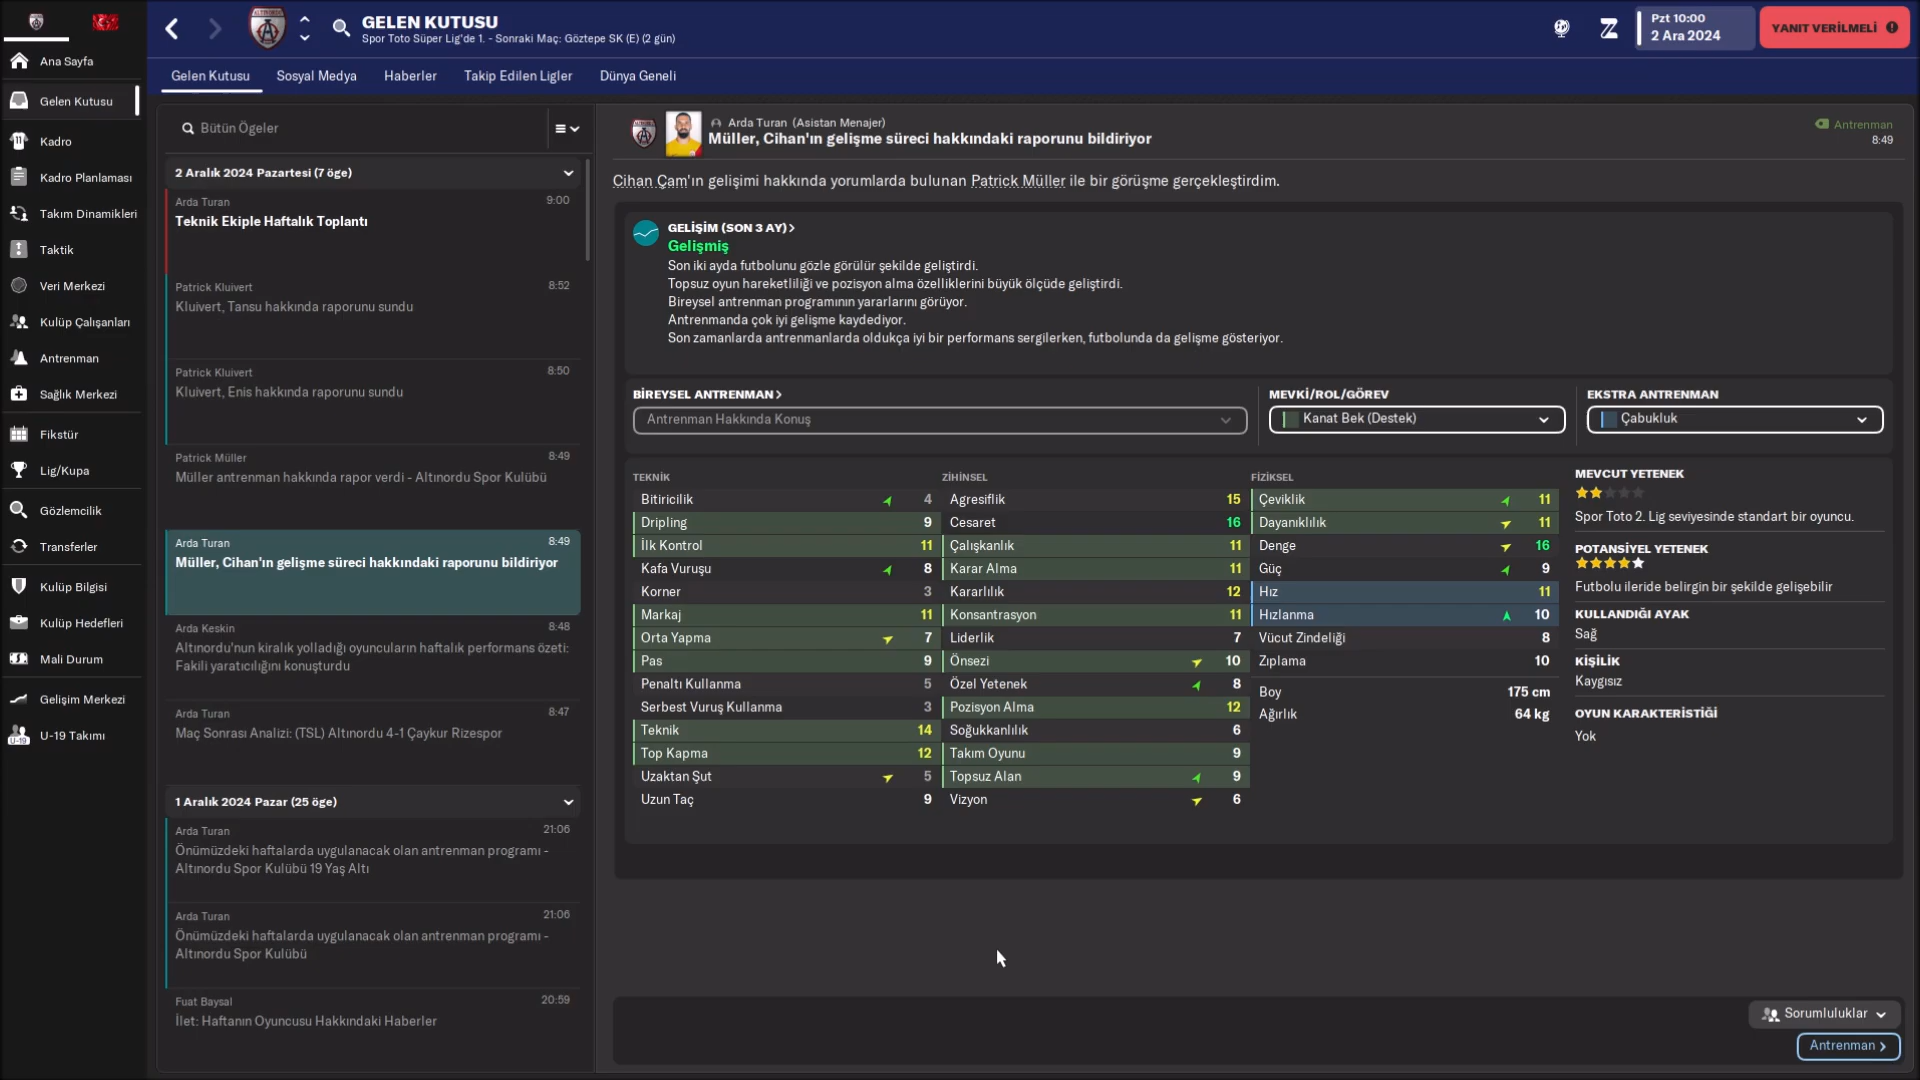 GELEN KUTUSU
Spor Toto Süper Lig'de 1. - Sonraki Maç: Göztepe SK (E) (2 gün)
Pzt 10:00
2 Ara 2024
YANIT VERİLMELİ
Gelen Kutusu
Sosyal Medya
Haberler
Takip Edilen Ligler
Dünya Geneli
Ana Sayfa
Gelen Kutusu
Kadro
Kadro Planlaması
Takım Dinamikleri
Taktik
Veri Merkezi
Kulüp Çalışanları
Antrenman
Sağlık Merkezi
Fikstür
Lig/Kupa
Gözlemcilik
Transferler
Kulüp Bilgisi
Kulüp Hedefleri
Mali Durum
Gelişim Merkezi
U-19 Takımı
Bütün Ögeler
2 Aralık 2024 Pazartesi (7 öge)
Arda Turan 9:00
Teknik Ekiple Haftalık Toplantı
Patrick Kluivert 8:52
Kluivert, Tansu hakkında raporunu sundu
Patrick Kluivert 8:50
Kluivert, Enis hakkında raporunu sundu
Patrick Müller 8:49
Müller antrenman hakkında rapor verdi - Altınordu Spor Kulübü
Arda Turan 8:49
Müller, Cihan'ın gelişme süreci hakkındaki raporunu bildiriyor
Arda Keskin 8:48
Altınordu'nun kiralık yolladığı oyuncuların haftalık performans özeti:
Fakili yaratıcılığını konuşturdu
Arda Turan 8:47
Maç Sonrası Analizi: (TSL) Altınordu 4-1 Çaykur Rizespor
1 Aralık 2024 Pazar (25 öge)
Arda Turan 21:06
Önümüzdeki haftalarda uygulanacak olan antrenman programı -
Altınordu Spor Kulübü 19 Yaş Altı
Arda Turan 21:06
Önümüzdeki haftalarda uygulanacak olan antrenman programı -
Altınordu Spor Kulübü
Fuat Baysal 20:59
İlet: Haftanın Oyuncusu Hakkındaki Haberler
Arda Turan (Asistan Menajer)
Müller, Cihan'ın gelişme süreci hakkındaki raporunu bildiriyor
Antrenman
8:49
Cihan Çam'ın gelişimi hakkında yorumlarda bulunan Patrick Müller ile bir görüşme gerçekleştirdim.
GELİŞİM (SON 3 AY)
Gelişmiş
Son iki ayda futbolunu gözle görülür şekilde geliştirdi.
Topsuz oyun hareketliliği ve pozisyon alma özelliklerini büyük ölçüde geliştirdi.
Bireysel antrenman programının yararlarını görüyor.
Antrenmanda çok iyi gelişme kaydediyor.
Son zamanlarda antrenmanlarda oldukça iyi bir performans sergilerken, futbolunda da gelişme gösteriyor.
BİREYSEL ANTRENMAN
Antrenman Hakkında Konuş
MEVKİ/ROL/GÖREV
Kanat Bek (Destek)
EKSTRA ANTRENMAN
Çabukluk
TEKNİK
Bitiricilik 4
Dripling 9
İlk Kontrol 11
Kafa Vuruşu 8
Korner 3
Markaj 11
Orta Yapma 7
Pas 9
Penaltı Kullanma 5
Serbest Vuruş Kullanma 3
Teknik 14
Top Kapma 12
Uzaktan Şut 5
Uzun Taç 9
ZİHİNSEL
Agresiflik 15
Cesaret 16
Çalışkanlık 11
Karar Alma 11
Kararlılık 12
Konsantrasyon 11
Liderlik 7
Önsezi 10
Özel Yetenek 8
Pozisyon Alma 12
Soğukkanlılık 6
Takım Oyunu 9
Topsuz Alan 9
Vizyon 6
FİZİKSEL
Çeviklik 11
Dayanıklılık 11
Denge 16
Güç 9
Hız 11
Hızlanma 10
Vücut Zindeliği 8
Zıplama 10
Boy 175 cm
Ağırlık 64 kg
MEVCUT YETENEK
Spor Toto 2. Lig seviyesinde standart bir oyuncu.
POTANSİYEL YETENEK
Futbolu ileride belirgin bir şekilde gelişebilir
KULLANDIĞI AYAK
Sağ
KİŞİLİK
Kaygısız
OYUN KARAKTERİSTİĞİ
Yok
Sorumluluklar
Antrenman